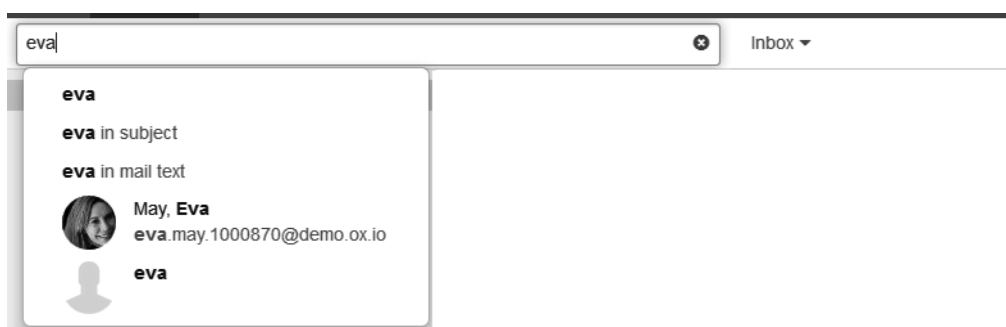 eva
Inbox
eva
eva in subject
eva in mail text
May, Eva
eva.may.1000870@demo.ox.io
eva